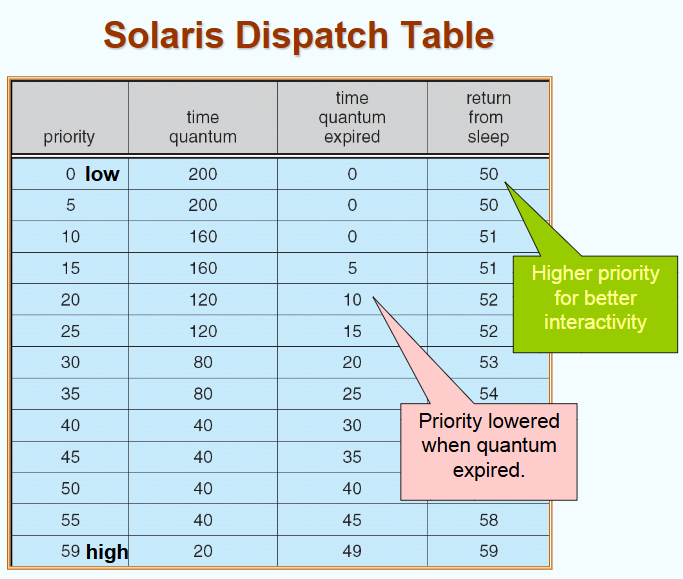 Solaris Dispatch Table
priority time quantum time quantum expired return from sleep
0 low 200 0 50
5 200 0 50
10 160 0 51
15 160 5 51
20 120 10 52
25 120 15 52
30 80 20 53
35 80 25 54
40 40 30
45 40 35
50 40 40
55 40 45 58
59 high 20 49 59
Higher priority
for better
interactivity
Priority lowered
when quantum
expired.